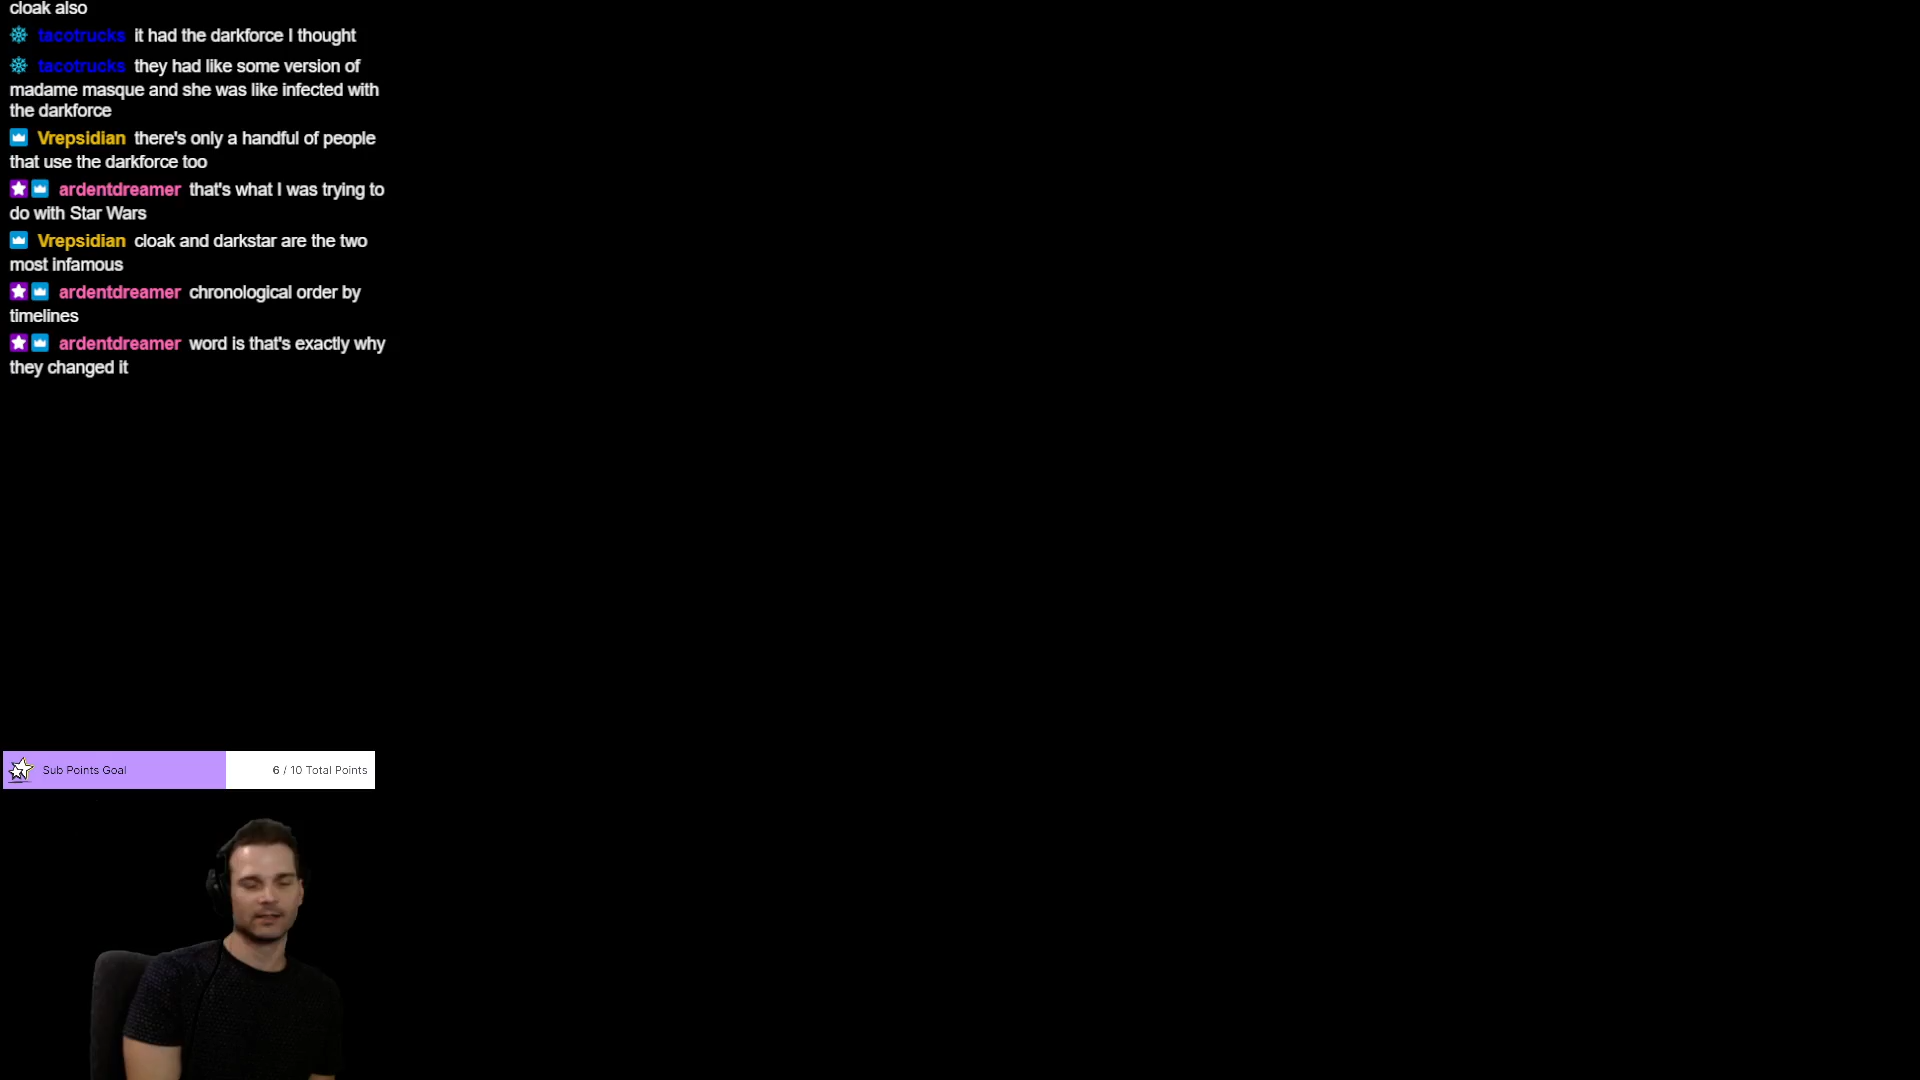 cloak also
tacotrucks it had the darkforce I thought
tacotrucks they had like some version of
madame masque and she was like infected with
the darkforce
Vrepsidian there's only a handful of people
that use the darkforce too
ardentdreamer that's what I was trying to
do with Star Wars
Vrepsidian cloak and darkstar are the two
most infamous
ardentdreamer chronological order by
timelines
ardentdreamer word is that's exactly why
they changed it
Sub Points Goal 6 / 10 Total Points